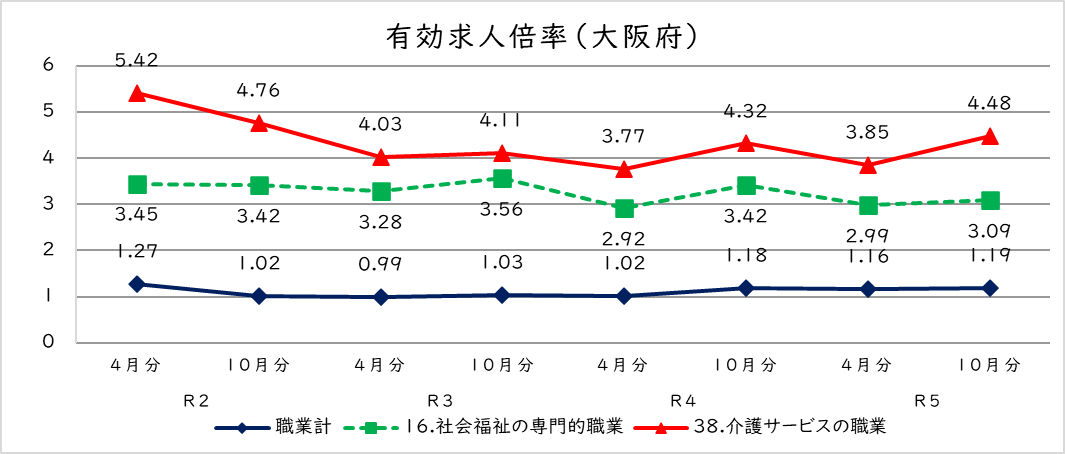 有効求人倍率(大阪府)
6
5
4
3
2
1
0
5.42 4.76 4.03 4.11 3.77 4.32 3.85 4.48
3.45 3.42 3.28 3.56 2.92 3.42 2.99 3.09
1.27 1.02 0.99 1.03 1.02 1.18 1.16 1.19
4月分 10月分 4月分 10月分 4月分 10月分 4月分 10月分
R2 R3 R4 R5
職業計 16.社会福祉の専門的職業 38.介護サービスの職業